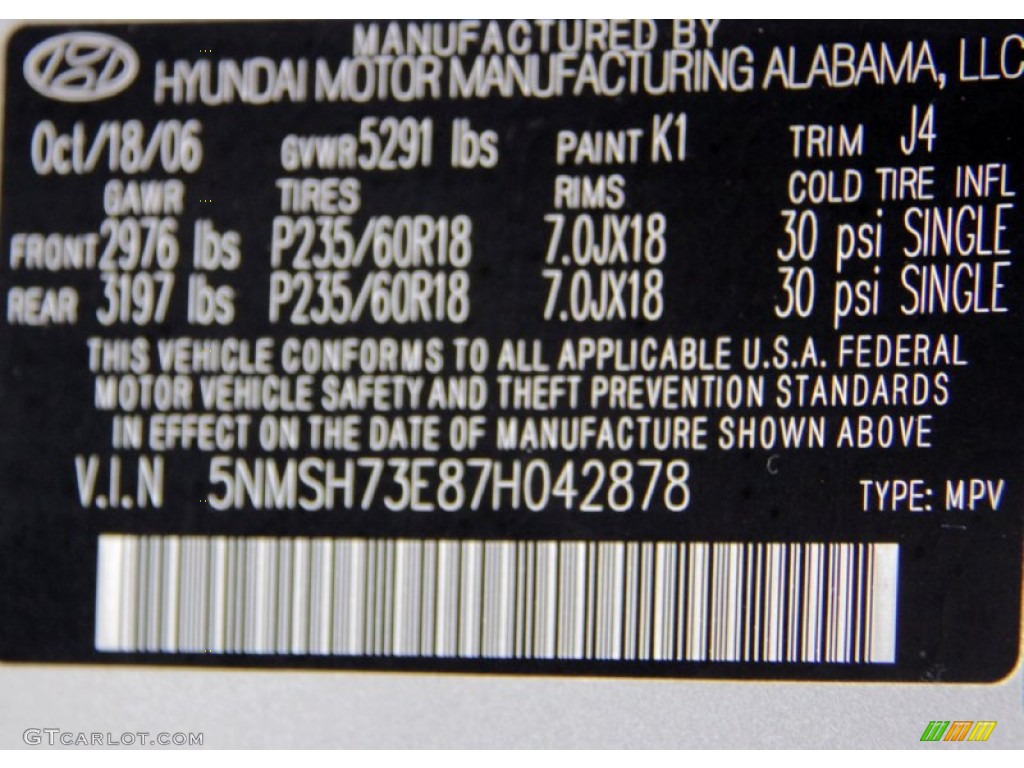 MANUFACTURED BY
HYUNDAI MOTOR MANUFACTURING ALABAMA, LLC
Oct/18/06 GVWR 5291 lbs PAINT K1 TRIM J4
GAWR TIRES RIMS COLD TIRE INFL
FRONT 2976 lbs P235/60R18 7.0JX18 30 psi SINGLE
REAR 3197 lbs P235/60R18 7.0JX18 30 psi SINGLE
THIS VEHICLE CONFORMS TO ALL APPLICABLE U.S.A. FEDERAL
MOTOR VEHICLE SAFETY AND THEFT PREVENTION STANDARDS
IN EFFECT ON THE DATE OF MANUFACTURE SHOWN ABOVE
V.I.N 5NMSH73E87H042878 TYPE: MPV
GTCARLOT.COM